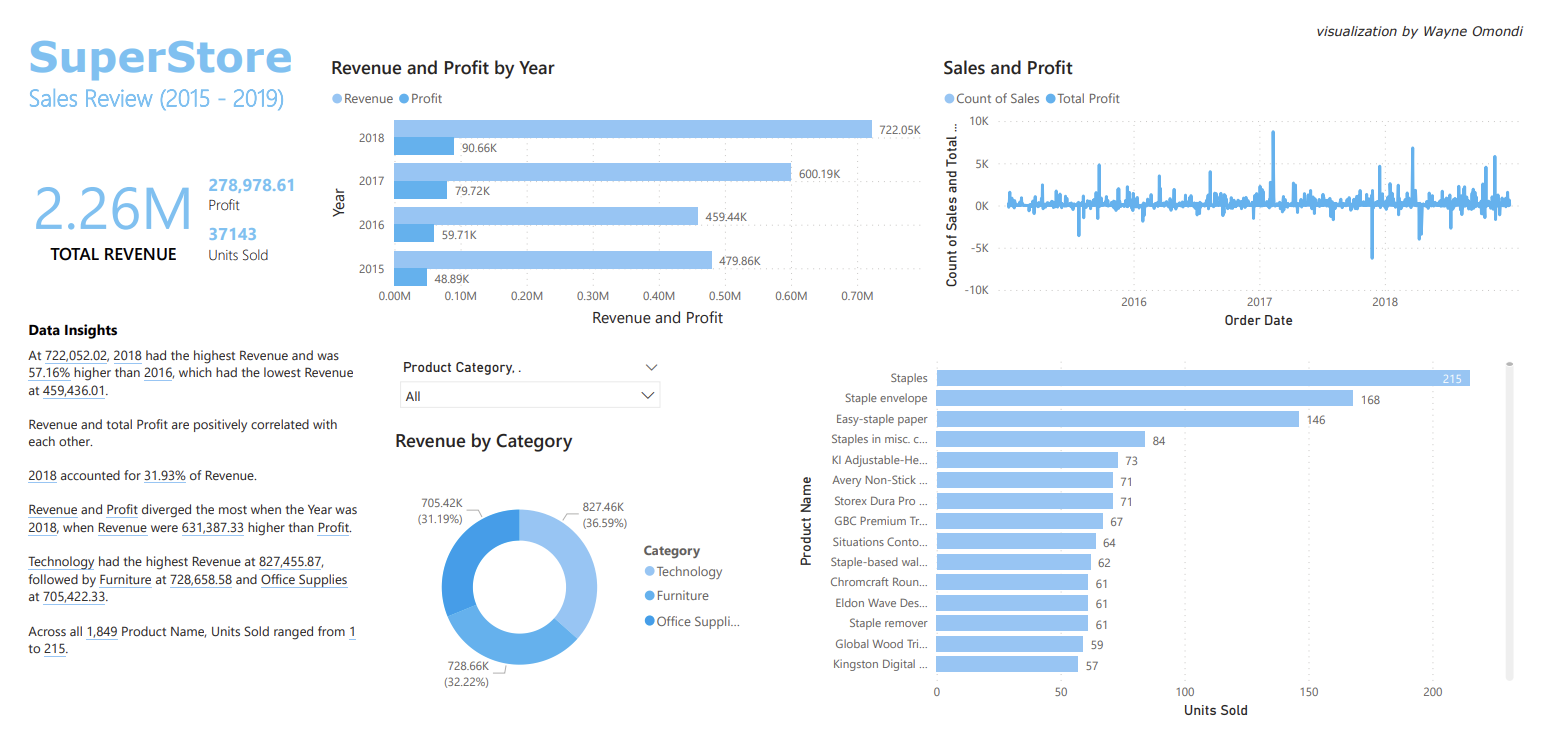 visualization by Wayne Omondi
SuperStore
Sales Review (2015 - 2019)
2.26M
TOTAL REVENUE
278,978.61
Profit
37143
Units Sold
Revenue and Profit by Year
Revenue Profit
Year
2018
722.05K
90.66K
2017
600.19K
79.72K
2016
459.44K
59.71K
2015
479.86K
48.89K
0.00M 0.10M 0.20M 0.30M 0.40M 0.50M 0.60M 0.70M
Revenue and Profit
Sales and Profit
Count of Sales Total Profit
Count of Sales and Total ...
10K
5K
0K
-5K
-10K
2016 2017 2018
Order Date
Data Insights
At 722,052.02, 2018 had the highest Revenue and was
57.16% higher than 2016, which had the lowest Revenue
at 459,436.01.
Revenue and total Profit are positively correlated with
each other.
2018 accounted for 31.93% of Revenue.
Revenue and Profit diverged the most when the Year was
2018, when Revenue were 631,387.33 higher than Profit.
Technology had the highest Revenue at 827,455.87,
followed by Furniture at 728,658.58 and Office Supplies
at 705,422.33.
Across all 1,849 Product Name, Units Sold ranged from 1
to 215.
Product Category, .
All
Revenue by Category
705.42K
(31.19%)
827.46K
(36.59%)
728.66K
(32.22%)
Category
Technology
Furniture
Office Suppli...
Product Name
Staples 215
Staple envelope 168
Easy-staple paper 146
Staples in misc. c... 84
KI Adjustable-He... 73
Avery Non-Stick ... 71
Storex Dura Pro ... 71
GBC Premium Tr... 67
Situations Conto... 64
Staple-based wal... 62
Chromcraft Roun... 61
Eldon Wave Des... 61
Staple remover 61
Global Wood Tri... 59
Kingston Digital ... 57
0 50 100 150 200
Units Sold